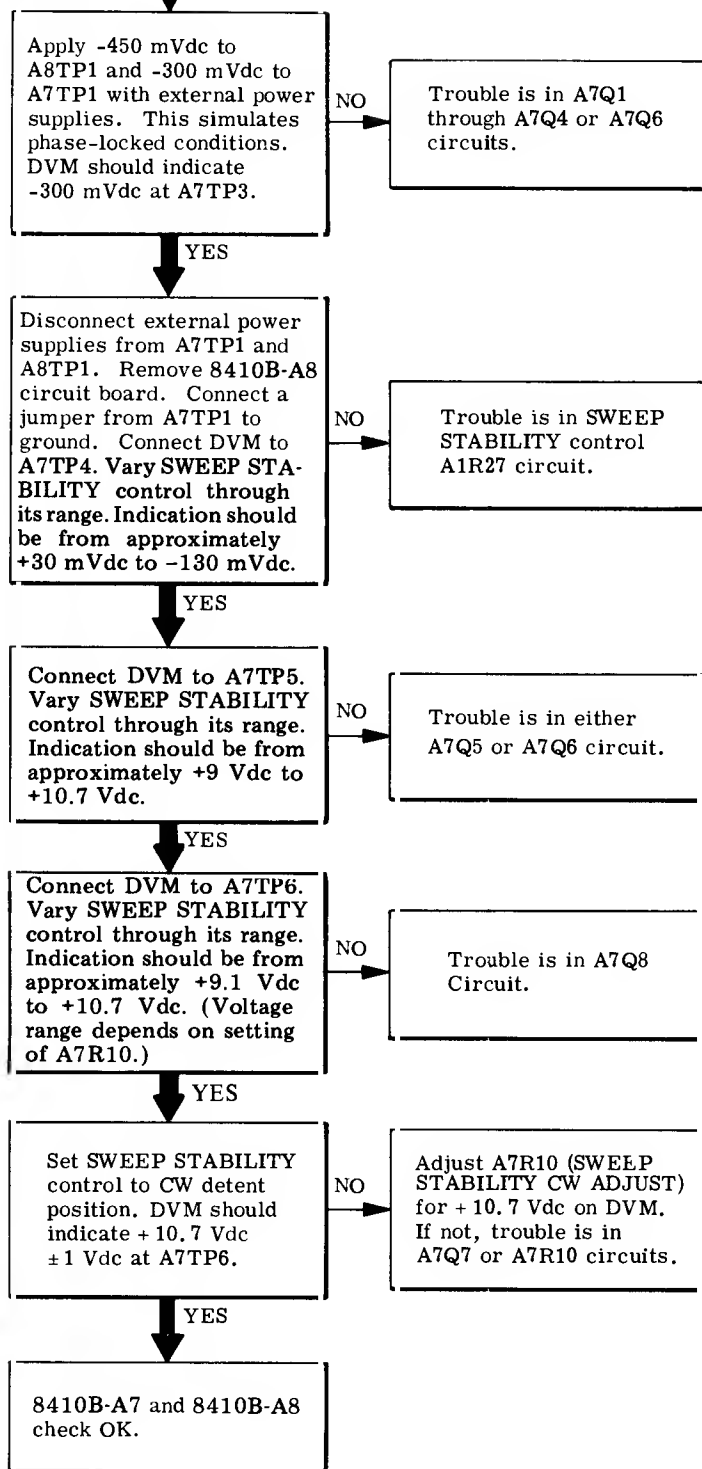 Apply -450 mVdc to
A8TP1 and -300 mVdc to
A7TP1 with external power
supplies. This simulates
phase-locked conditions.
DVM should indicate
-300 mVdc at A7TP3.
NO
Trouble is in A7Q1
through A7Q4 or A7Q6
circuits.
YES
Disconnect external power
supplies from A7TP1 and
A8TP1. Remove 8410B-A8
circuit board. Connect a
jumper from A7TP1 to
ground. Connect DVM to
A7TP4. Vary SWEEP STA-
BILITY control through
its range. Indication should
be from approximately
+30 mVdc to -130 mVdc.
NO
Trouble is in SWEEP
STABILITY control
A1R27 circuit.
YES
Connect DVM to A7TP5.
Vary SWEEP STABILITY
control through its range.
Indication should be from
approximately +9 Vdc to
+10.7 Vdc.
NO
Trouble is in either
A7Q5 or A7Q6 circuit.
YES
Connect DVM to A7TP6.
Vary SWEEP STABILITY
control through its range.
Indication should be from
approximately +9.1 Vdc
to +10.7 Vdc. (Voltage
range depends on setting
of A7R10.)
NO
Trouble is in A7Q8
Circuit.
YES
Set SWEEP STABILITY
control to CW detent
position. DVM should
indicate + 10.7 Vdc
±1 Vdc at A7TP6.
NO
Adjust A7R10 (SWEEP
STABILITY CW ADJUST)
for + 10.7 Vdc on DVM.
If not, trouble is in
A7Q7 or A7R10 circuits.
YES
8410B-A7 and 8410B-A8
check OK.